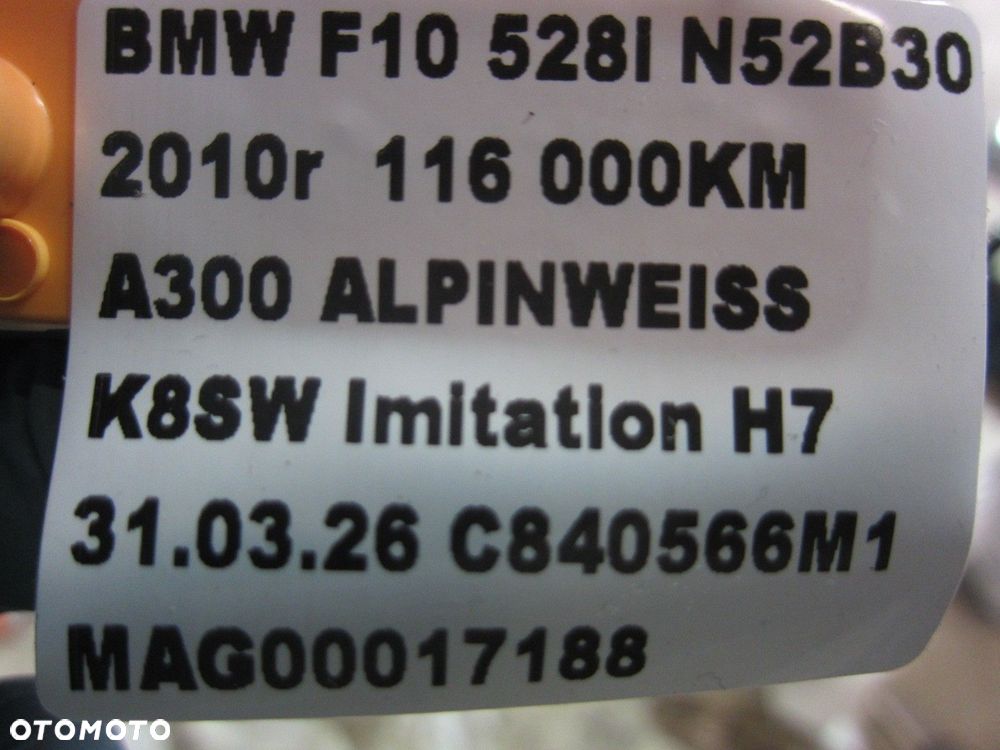 BMW F10 528I N52B30
2010r 116 000KM
A300 ALPINWEISS
K8SW Imitation H7
31.03.26 C840566M1
MAG00017188
OTOMOTO